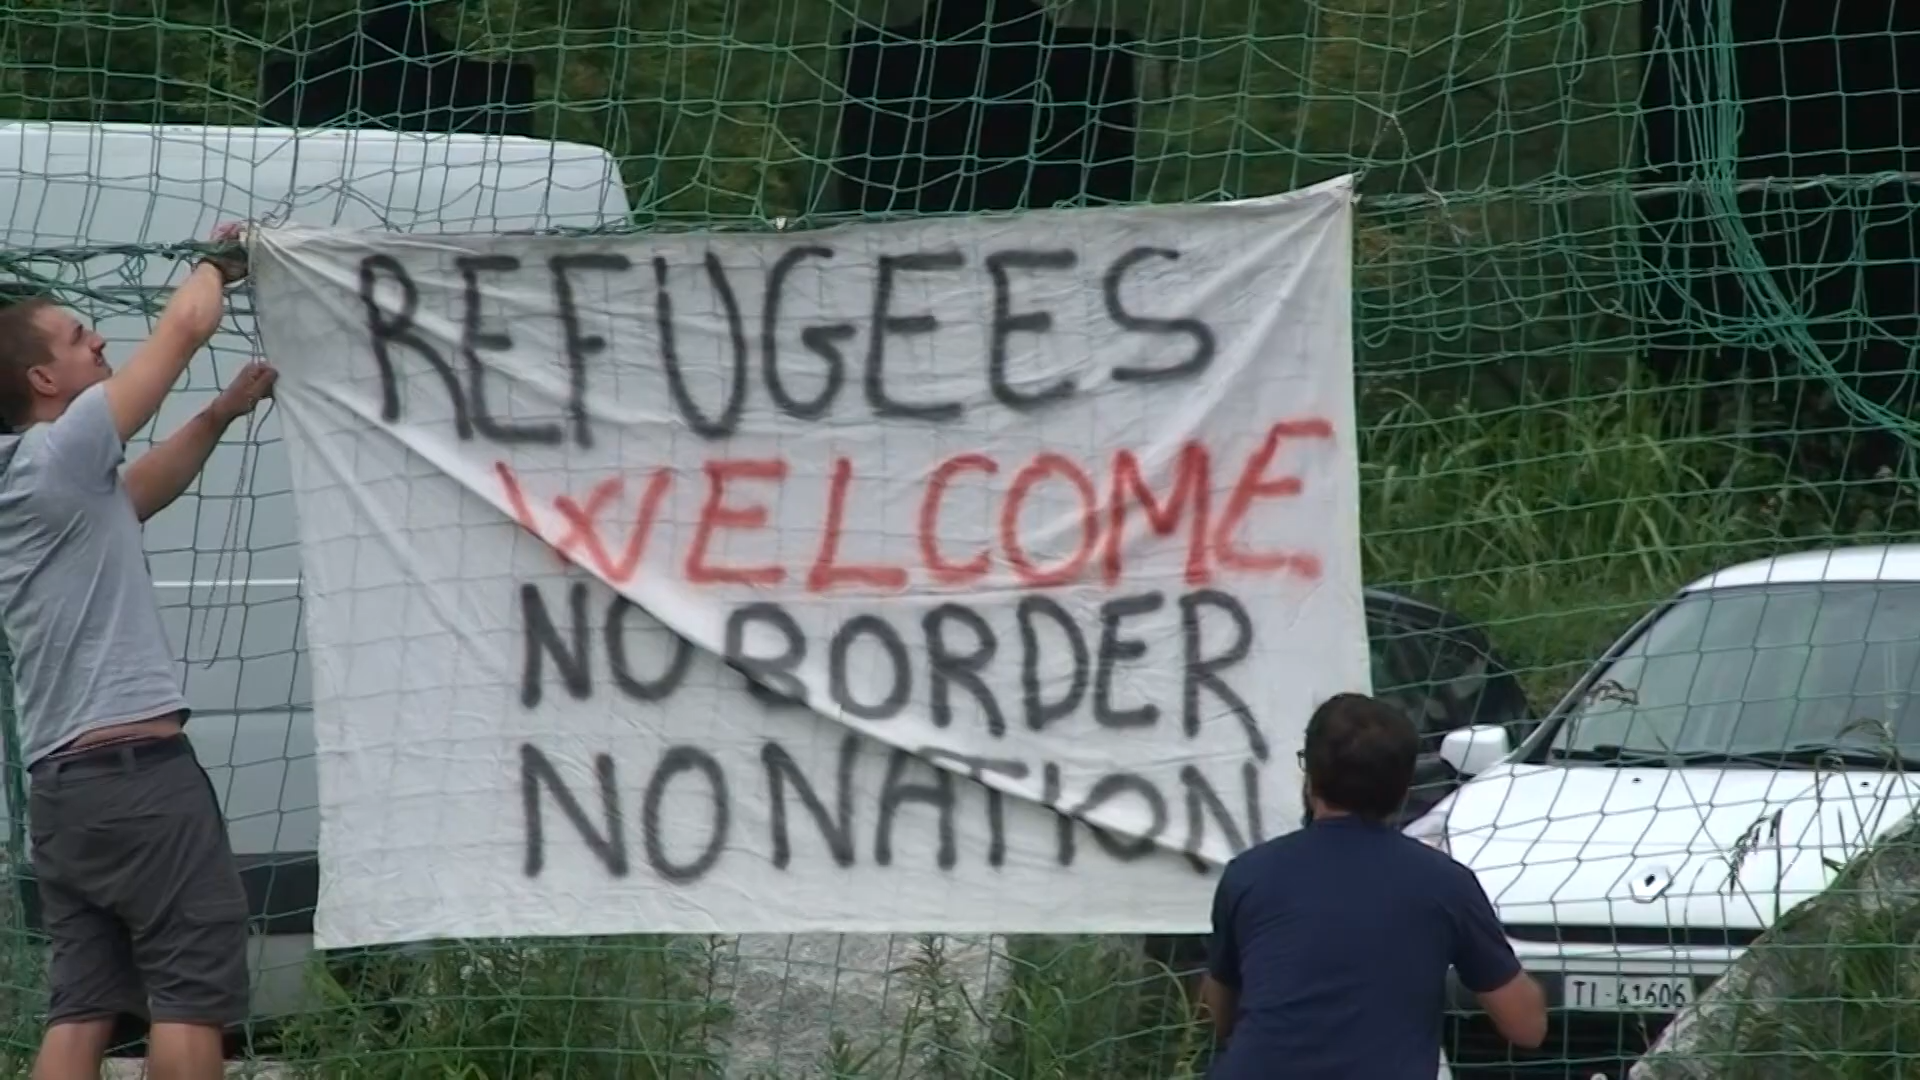 REFUGEES
WELCOME
NO BORDER
NO NATION
TI·41606